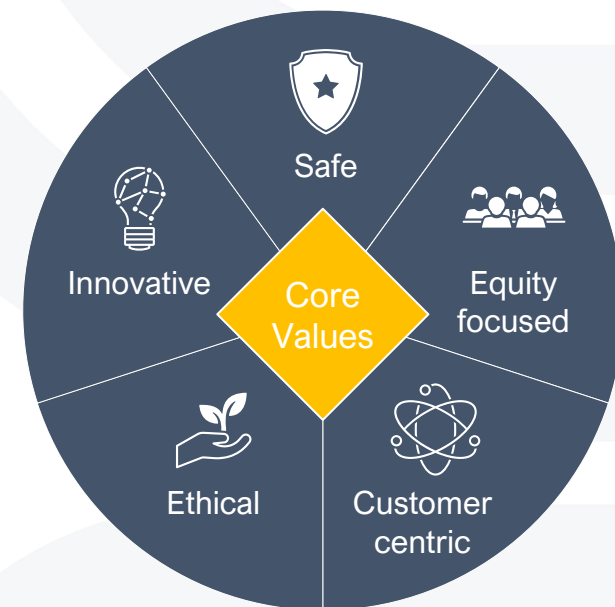 Safe
Innovative
Equity
focused
Core
Values
Ethical
Customer
centric